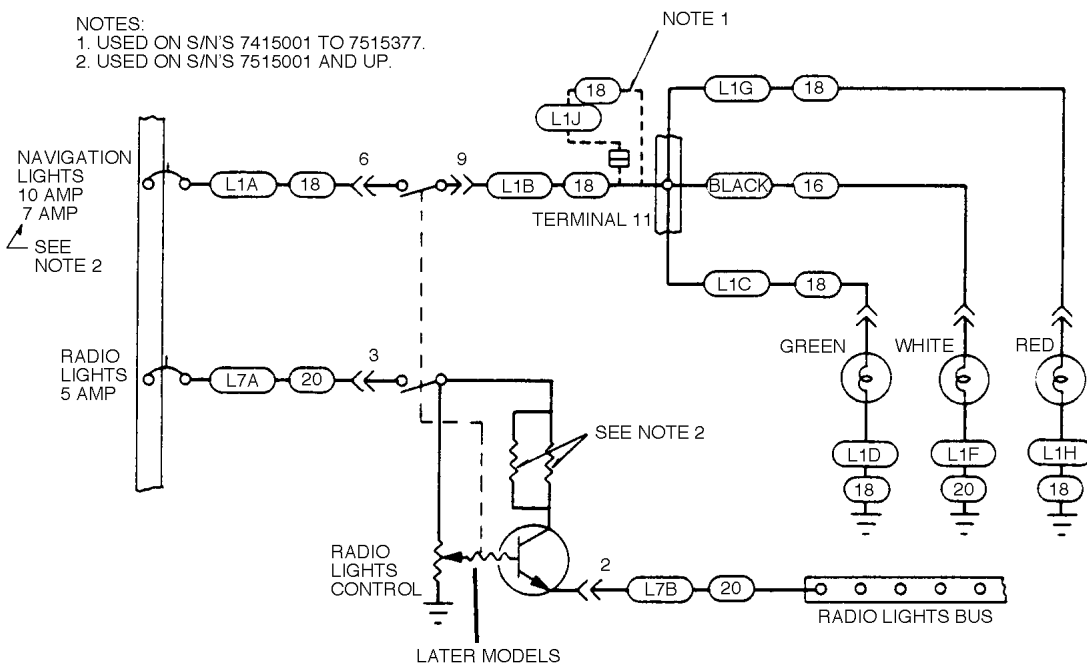 NOTES:
1. USED ON S/N'S 7415001 TO 7515377.
2. USED ON S/N'S 7515001 AND UP.
NOTE 1
18
L1J
L1G
18
NAVIGATION
LIGHTS
10 AMP
7 AMP
SEE
NOTE 2
L1A
18
6
9
L1B
18
TERMINAL 11
BLACK
16
L1C
18
GREEN
WHITE
RED
RADIO
LIGHTS
5 AMP
L7A
20
3
SEE NOTE 2
L1D
18
L1F
20
L1H
18
RADIO
LIGHTS
CONTROL
2
L7B
20
RADIO LIGHTS BUS
LATER MODELS